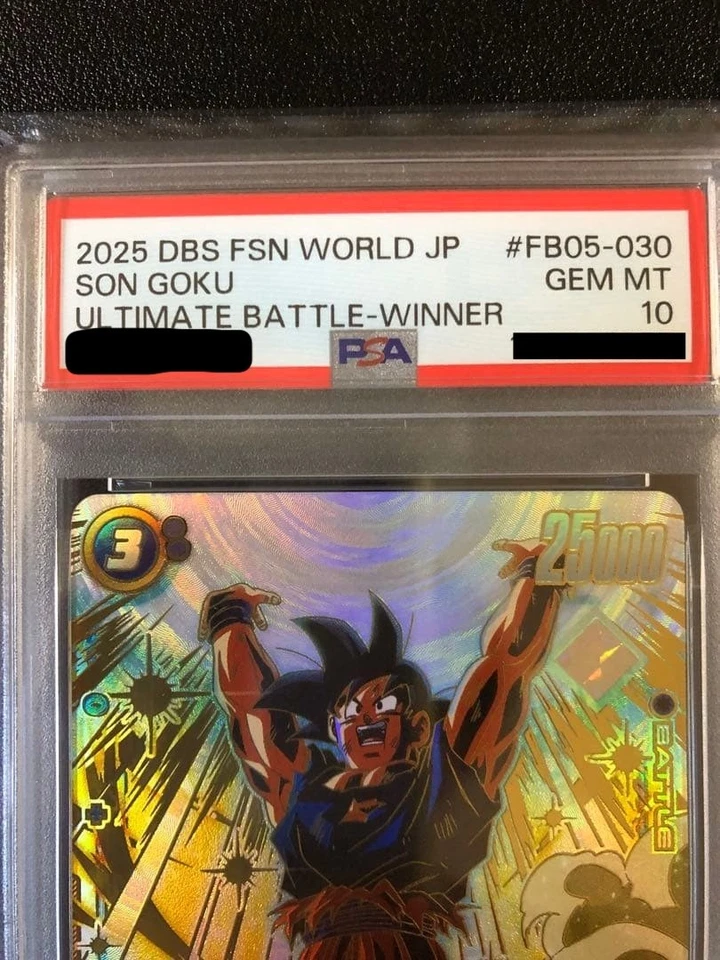 2025 DBS FSN WORLD JP #FB05-030
SON GOKU GEM MT
ULTIMATE BATTLE-WINNER 10
PSA
3
25000
BATTLE